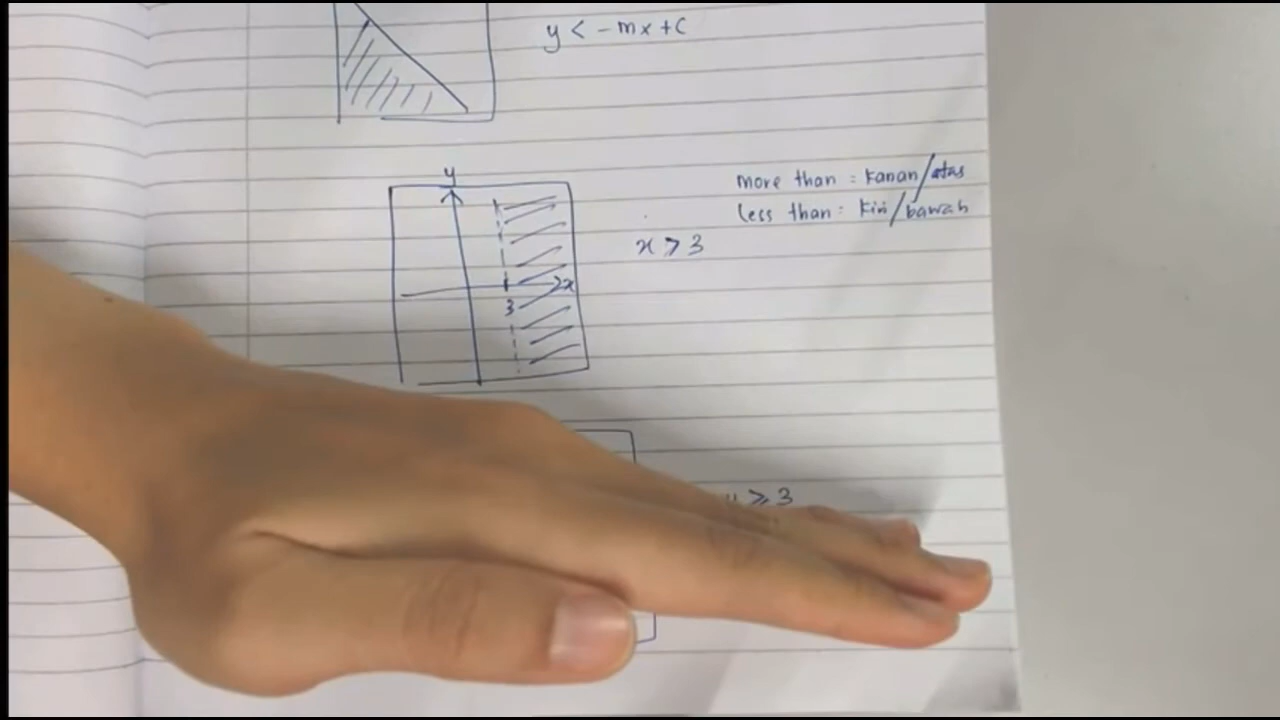 y < -mx + c
y
more than : kanan/atas
less than : kiri/bawah
x > 3
x
3
y ⩾ 3